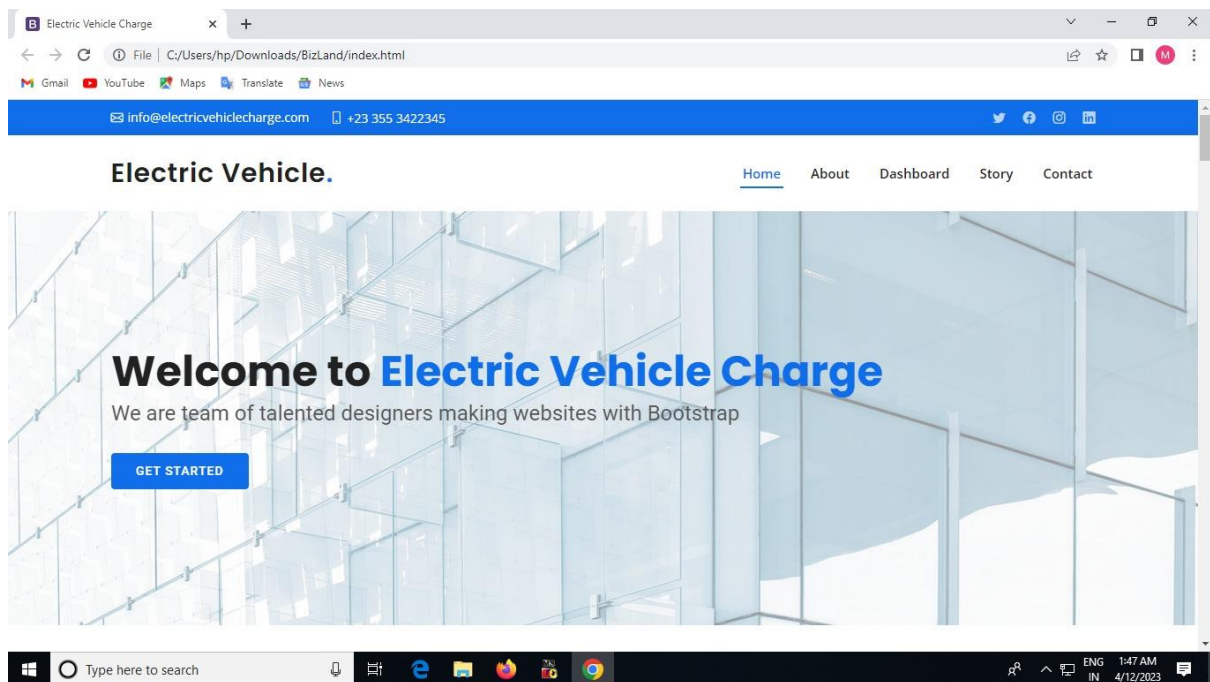 B Electric Vehicle Charge
File | C:/Users/hp/Downloads/BizLand/index.html
M
Gmail YouTube Maps Translate News
info@electricvehiclecharge.com +23 355 3422345
Electric Vehicle. Home About Dashboard Story Contact
Welcome to Electric Vehicle Charge
We are team of talented designers making websites with Bootstrap
GET STARTED
Type here to search
ENG 1:47 AM
IN 4/12/2023